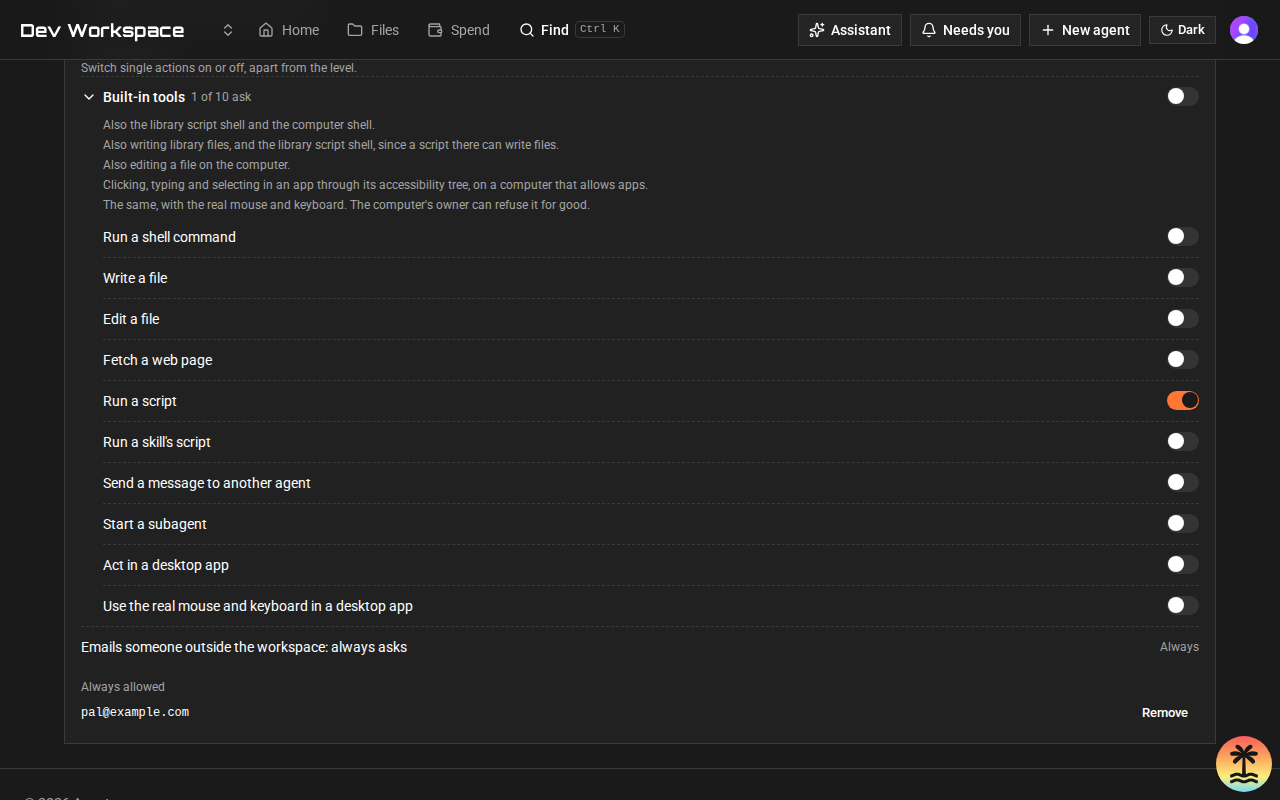 Dev Workspace
Home
Files
Spend
Find Ctrl K
Assistant
Needs you
New agent
Dark
Switch single actions on or off, apart from the level.
Built-in tools 1 of 10 ask
Also the library script shell and the computer shell.
Also writing library files, and the library script shell, since a script there can write files.
Also editing a file on the computer.
Clicking, typing and selecting in an app through its accessibility tree, on a computer that allows apps.
The same, with the real mouse and keyboard. The computer's owner can refuse it for good.
Run a shell command
Write a file
Edit a file
Fetch a web page
Run a script
Run a skill's script
Send a message to another agent
Start a subagent
Act in a desktop app
Use the real mouse and keyboard in a desktop app
Emails someone outside the workspace: always asks Always
Always allowed
pal@example.com Remove